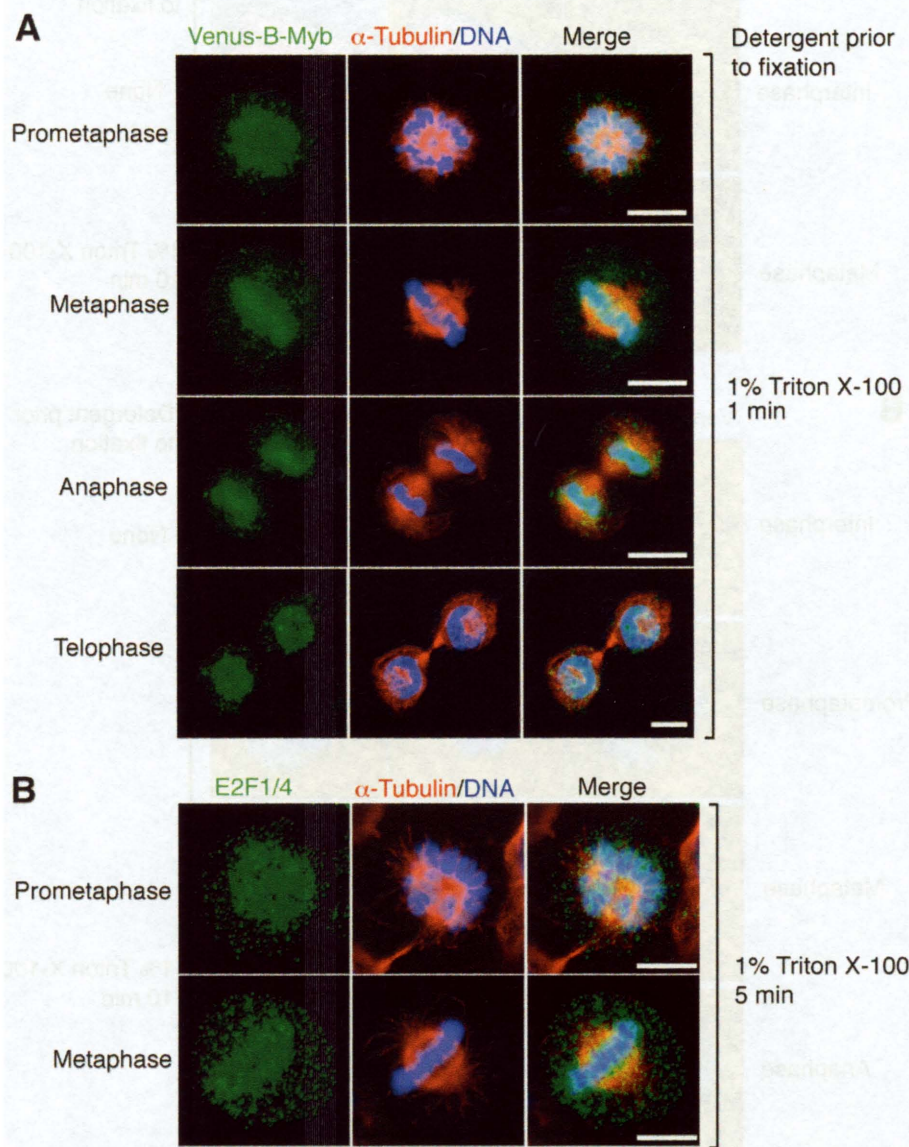 A
Venus-B-Myb α-Tubulin/DNA Merge
Detergent prior
to fixation
Prometaphase
Metaphase
1% Triton X-100
1 min
Anaphase
Telophase
B
E2F1/4 α-Tubulin/DNA Merge
Prometaphase
1% Triton X-100
5 min
Metaphase